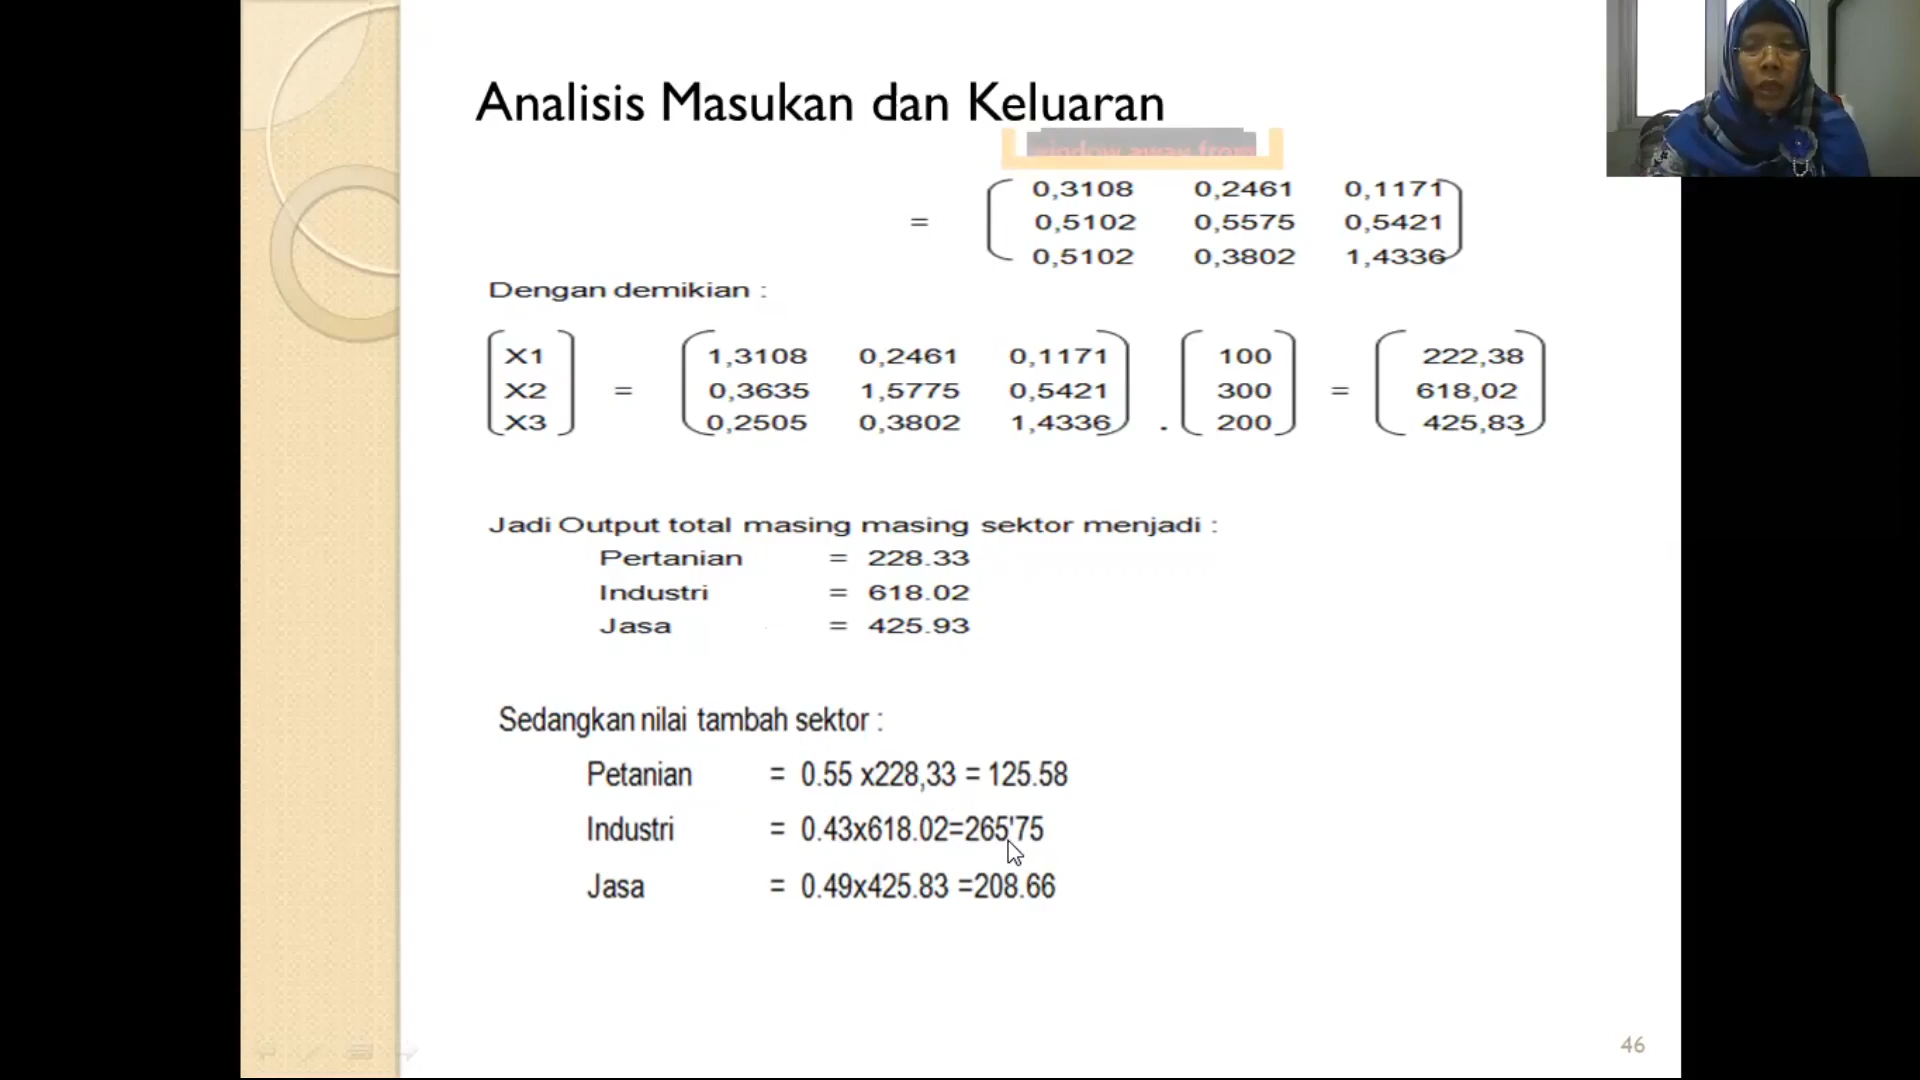 Analisis Masukan dan Keluaran
window away from
= 0,3108 0,2461 0,1171
0,5102 0,5575 0,5421
0,5102 0,3802 1,4336
Dengan demikian :
X1 1,3108 0,2461 0,1171 100 222,38
X2 = 0,3635 1,5775 0,5421 300 = 618,02
X3 0,2505 0,3802 1,4336 . 200 425,83
Jadi Output total masing masing sektor menjadi :
Pertanian = 228.33
Industri = 618.02
Jasa = 425.93
Sedangkan nilai tambah sektor :
Petanian = 0.55 x228,33 = 125.58
Industri = 0.43x618.02=265'75
Jasa = 0.49x425.83 =208.66
46